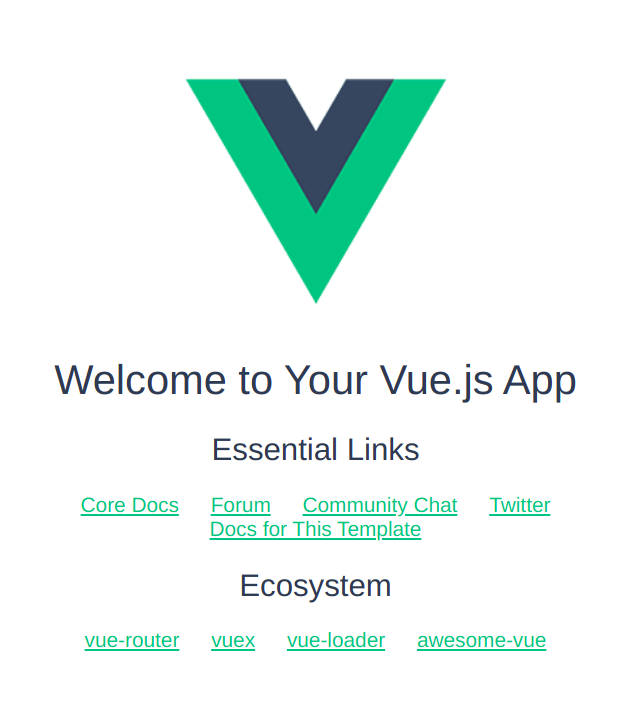 Welcome to Your Vue.js App
Essential Links
Core Docs Forum Community Chat Twitter
Docs for This Template
Ecosystem
vue-router vuex vue-loader awesome-vue